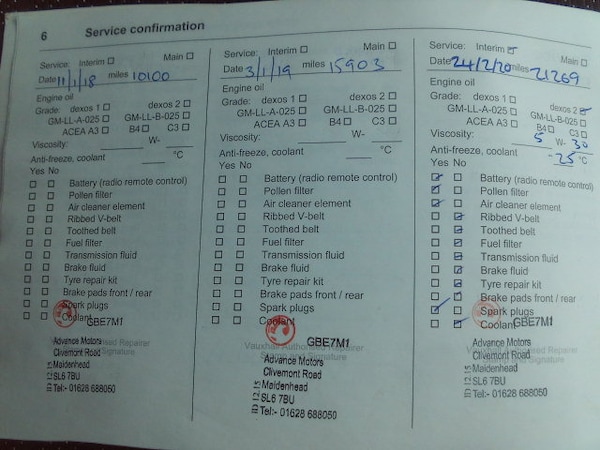 6 Service confirmation
Service: Interim Main
Date 11/1/18 miles 10100
Engine oil
Grade: dexos 1 dexos 2
GM-LL-A-025 GM-LL-B-025
ACEA A3 B4 C3
Viscosity: W-
Anti-freeze, coolant °C
Yes No
Battery (radio remote control)
Pollen filter
Air cleaner element
Ribbed V-belt
Toothed belt
Fuel filter
Transmission fluid
Brake fluid
Tyre repair kit
Brake pads front / rear
Spark plugs
Coolant GBE7M1
Advance Motors
Clivemont Road
Maidenhead
SL6 7BU
Tel:- 01628 688050
Service: Interim Main
Date 3/1/19 miles 15903
Engine oil
Grade: dexos 1 dexos 2
GM-LL-A-025 GM-LL-B-025
ACEA A3 B4 C3
Viscosity: W-
Anti-freeze, coolant °C
Yes No
Battery (radio remote control)
Pollen filter
Air cleaner element
Ribbed V-belt
Toothed belt
Fuel filter
Transmission fluid
Brake fluid
Tyre repair kit
Brake pads front / rear
Spark plugs
Coolant GBE7M1
Vauxhall Authorised Repairer
Stamp and Signature
Advance Motors
Clivemont Road
Maidenhead
SL6 7BU
Tel:- 01628 688050
Service: Interim Main
Date 24/2/20 miles 21269
Engine oil
Grade: dexos 1 dexos 2
GM-LL-A-025 GM-LL-B-025
ACEA A3 B4 C3
Viscosity: 5 W- 30
Anti-freeze, coolant -25 °C
Yes No
Battery (radio remote control)
Pollen filter
Air cleaner element
Ribbed V-belt
Toothed belt
Fuel filter
Transmission fluid
Brake fluid
Tyre repair kit
Brake pads front / rear
Spark plugs
Coolant GBE7M1
Advance Motors
Clivemont Road
Maidenhead
SL6 7BU
Tel:- 01628 688050